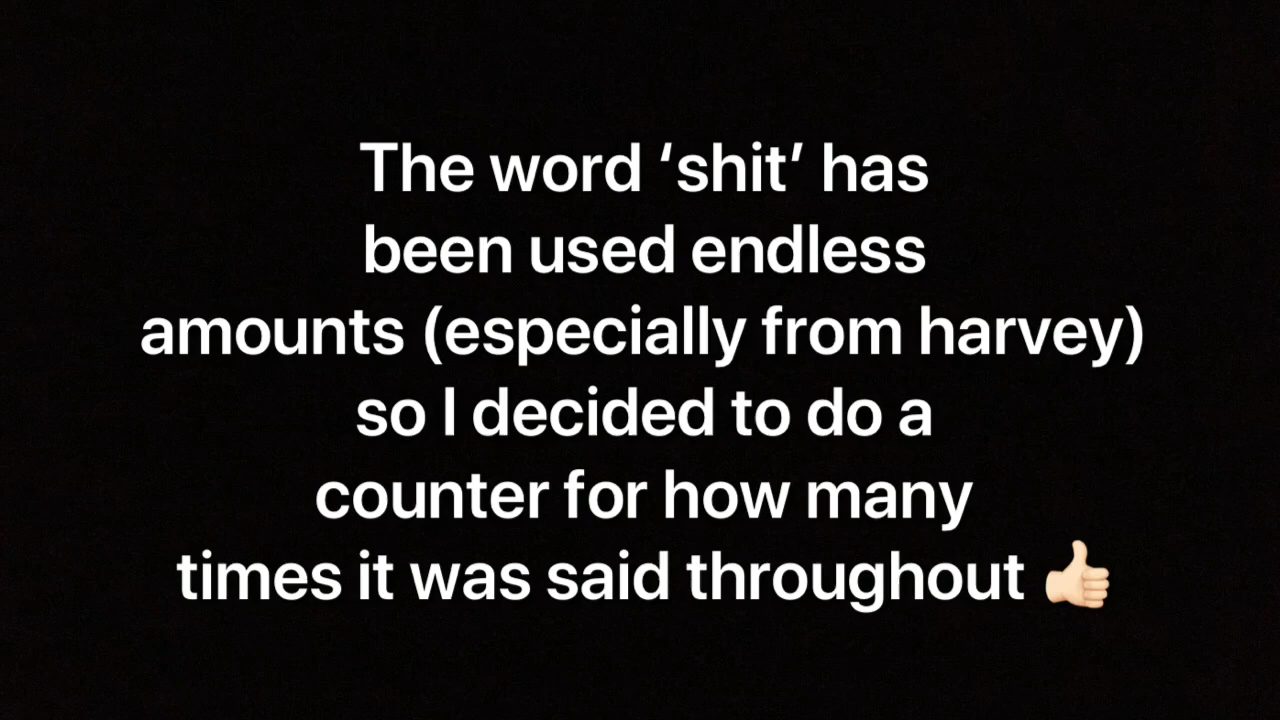 The word ‘shit’ has
been used endless
amounts (especially from harvey)
so I decided to do a
counter for how many
times it was said throughout 👍🏻